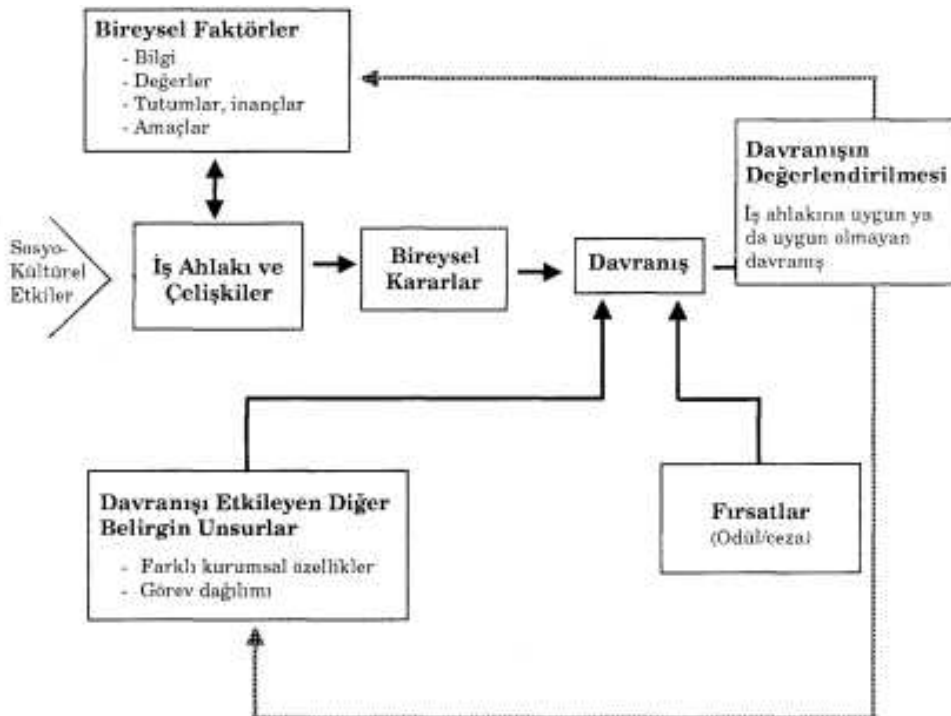 Bireysel Faktörler
- Bilgi
- Değerler
- Tutumlar, inançlar
- Amaçlar
Davranışın
Değerlendirilmesi
İş ahlakına uygun ya
da uygun olmayan
davranış
Sosyo-
Kültürel
Etkiler
İş Ahlakı ve
Çelişkiler
Bireysel
Kararlar
Davranış
Davranışı Etkileyen Diğer
Belirgin Unsurlar
- Farklı kurumsal özellikler
- Görev dağılımı
Fırsatlar
(Ödül/ceza)